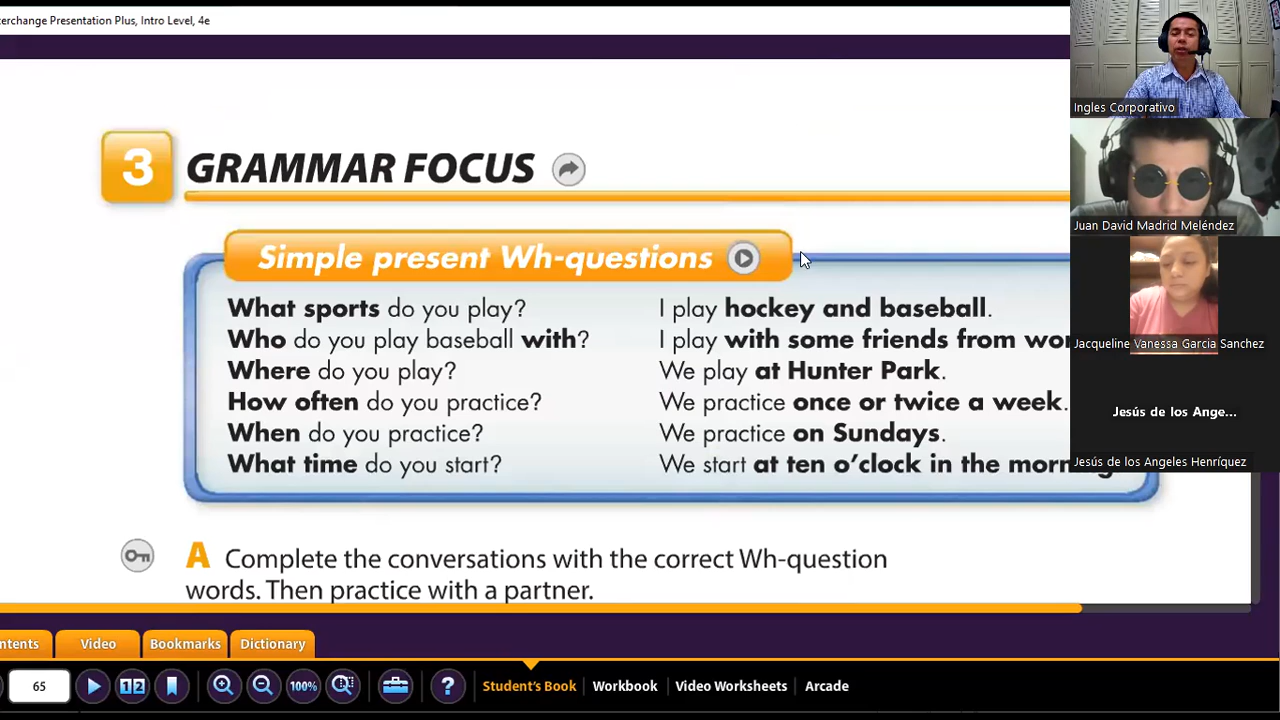 terchange Presentation Plus, Intro Level, 4e
3 GRAMMAR FOCUS
Simple present Wh-questions
What sports do you play? I play hockey and baseball.
Who do you play baseball with? I play with some friends from
Where do you play? We play at Hunter Park.
How often do you practice? We practice once or twice a week.
When do you practice? We practice on Sundays.
What time do you start? We start at ten o'clock in the
A Complete the conversations with the correct Wh-question
words. Then practice with a partner.
Ingles Corporativo
Juan David Madrid Meléndez
Jacqueline Vanessa Garcia Sanchez
Jesús de los Ange...
Jesús de los Angeles Henríquez
ntents Video Bookmarks Dictionary
65 12 100% ? Student's Book Workbook Video Worksheets Arcade